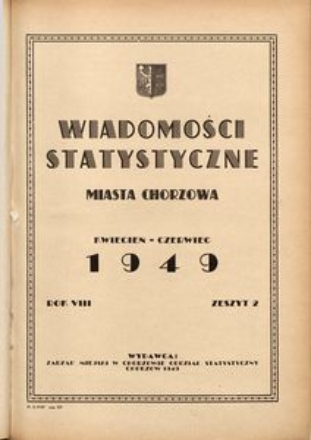 WIADOMOŚCI
STATYSTYCZNE
MIASTA CHORZOWA
KWIECIEŃ - CZERWIEC
1949
ROK VIII ZESZYT 2
WYDAWCA:
ZARZĄD MIEJSKI W CHORZOWIE ODDZIAŁ STATYSTYCZNY
CHORZÓW 1949